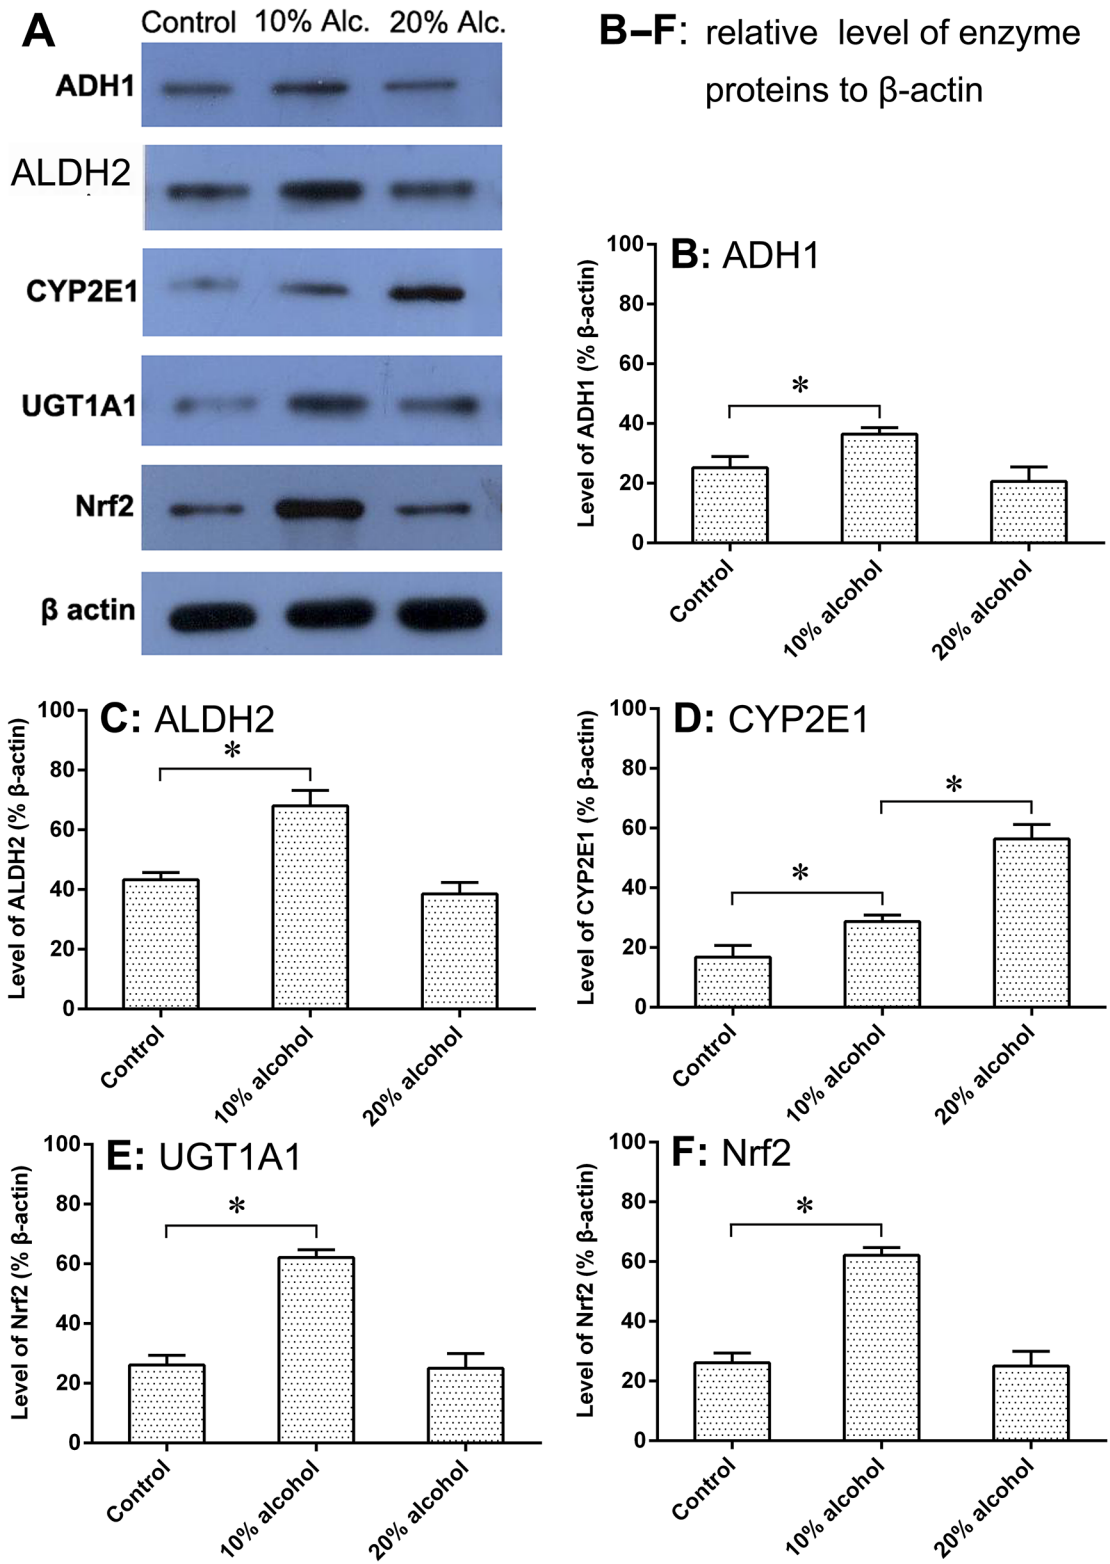 A
Control 10% Alc. 20% Alc.
ADH1
ALDH2
CYP2E1
UGT1A1
Nrf2
β actin
B–F: relative level of enzyme
proteins to β-actin
B: ADH1
Level of ADH1 (% β-actin)
100
80
60
40
20
0
*
Control
10% alcohol
20% alcohol
C: ALDH2
Level of ALDH2 (% β-actin)
100
80
60
40
20
0
*
Control
10% alcohol
20% alcohol
D: CYP2E1
Level of CYP2E1 (% β-actin)
100
80
60
40
20
0
*
*
Control
10% alcohol
20% alcohol
E: UGT1A1
Level of Nrf2 (% β-actin)
100
80
60
40
20
0
*
Control
10% alcohol
20% alcohol
F: Nrf2
Level of Nrf2 (% β-actin)
100
80
60
40
20
0
*
Control
10% alcohol
20% alcohol